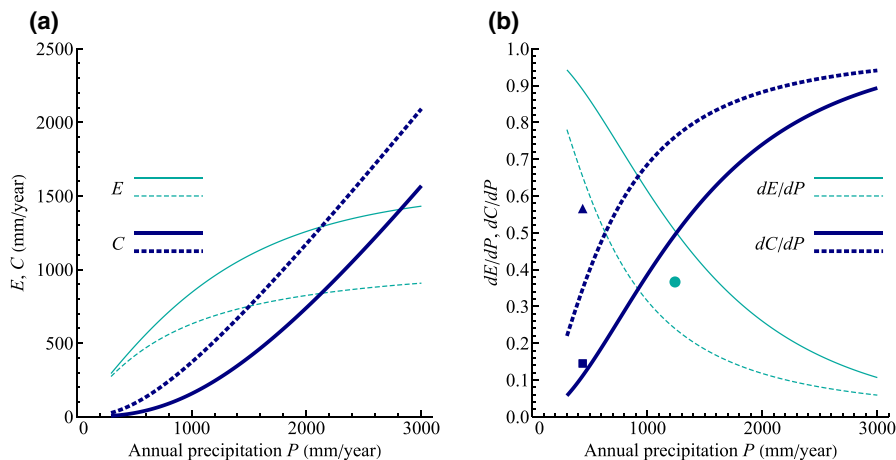 (a)
2500
2000
1500
1000
500
0
0
1000
2000
3000
E, C (mm/year)
Annual precipitation P (mm/year)
E
C
(b)
1.0
0.9
0.8
0.7
0.6
0.5
0.4
0.3
0.2
0.1
0.0
0
1000
2000
3000
dE/dP, dC/dP
Annual precipitation P (mm/year)
dE/dP
dC/dP